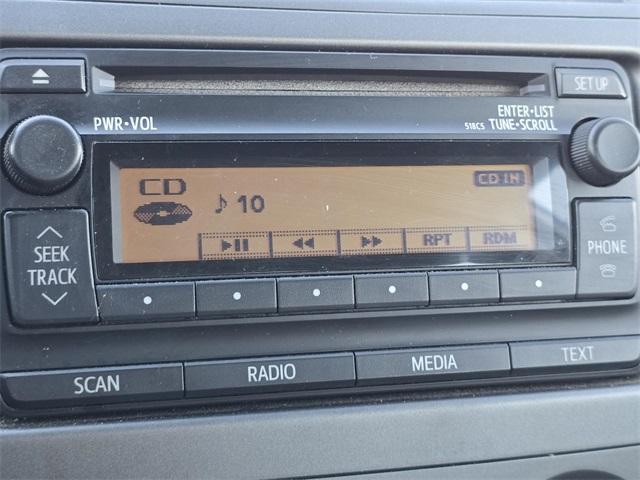 SET UP
PWR•VOL
ENTER•LIST
518C5 TUNE•SCROLL
CD
CD IN
♪ 10
SEEK
TRACK
PHONE
RPT RDM
SCAN RADIO MEDIA TEXT